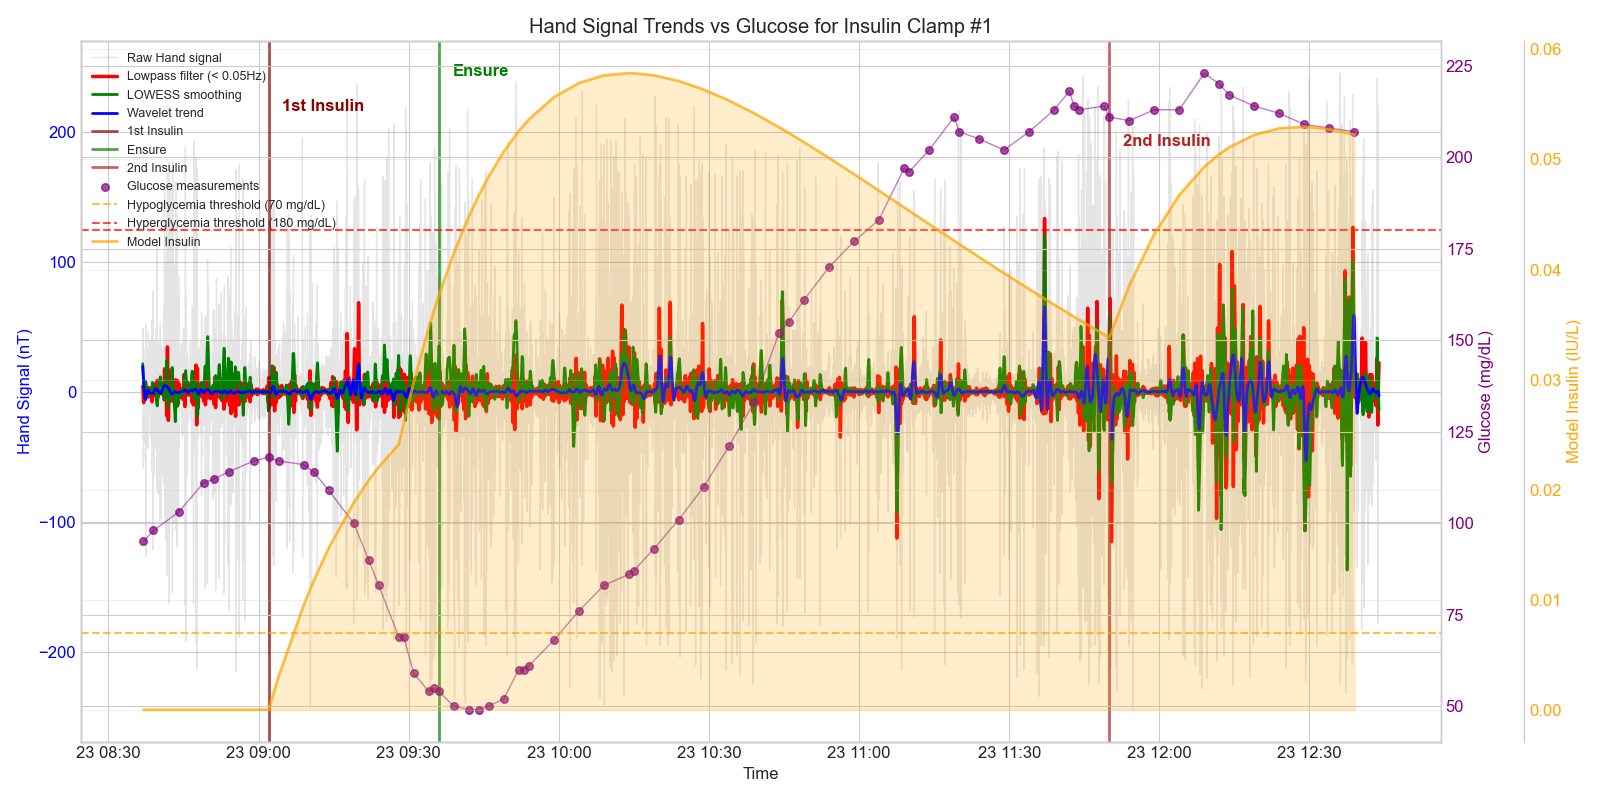 Hand Signal Trends vs Glucose for Insulin Clamp #1
Raw Hand signal
Lowpass filter (< 0.05Hz)
LOWESS smoothing
Wavelet trend
1st Insulin
Ensure
2nd Insulin
Glucose measurements
Hypoglycemia threshold (70 mg/dL)
Hyperglycemia threshold (180 mg/dL)
Model Insulin
1st Insulin
Ensure
2nd Insulin
Hand Signal (nT)
200
100
0
−100
−200
Glucose (mg/dL)
225
200
175
150
125
100
75
50
Model Insulin (IU/L)
0.06
0.05
0.04
0.03
0.02
0.01
0.00
23 08:30
23 09:00
23 09:30
23 10:00
23 10:30
23 11:00
23 11:30
23 12:00
23 12:30
Time